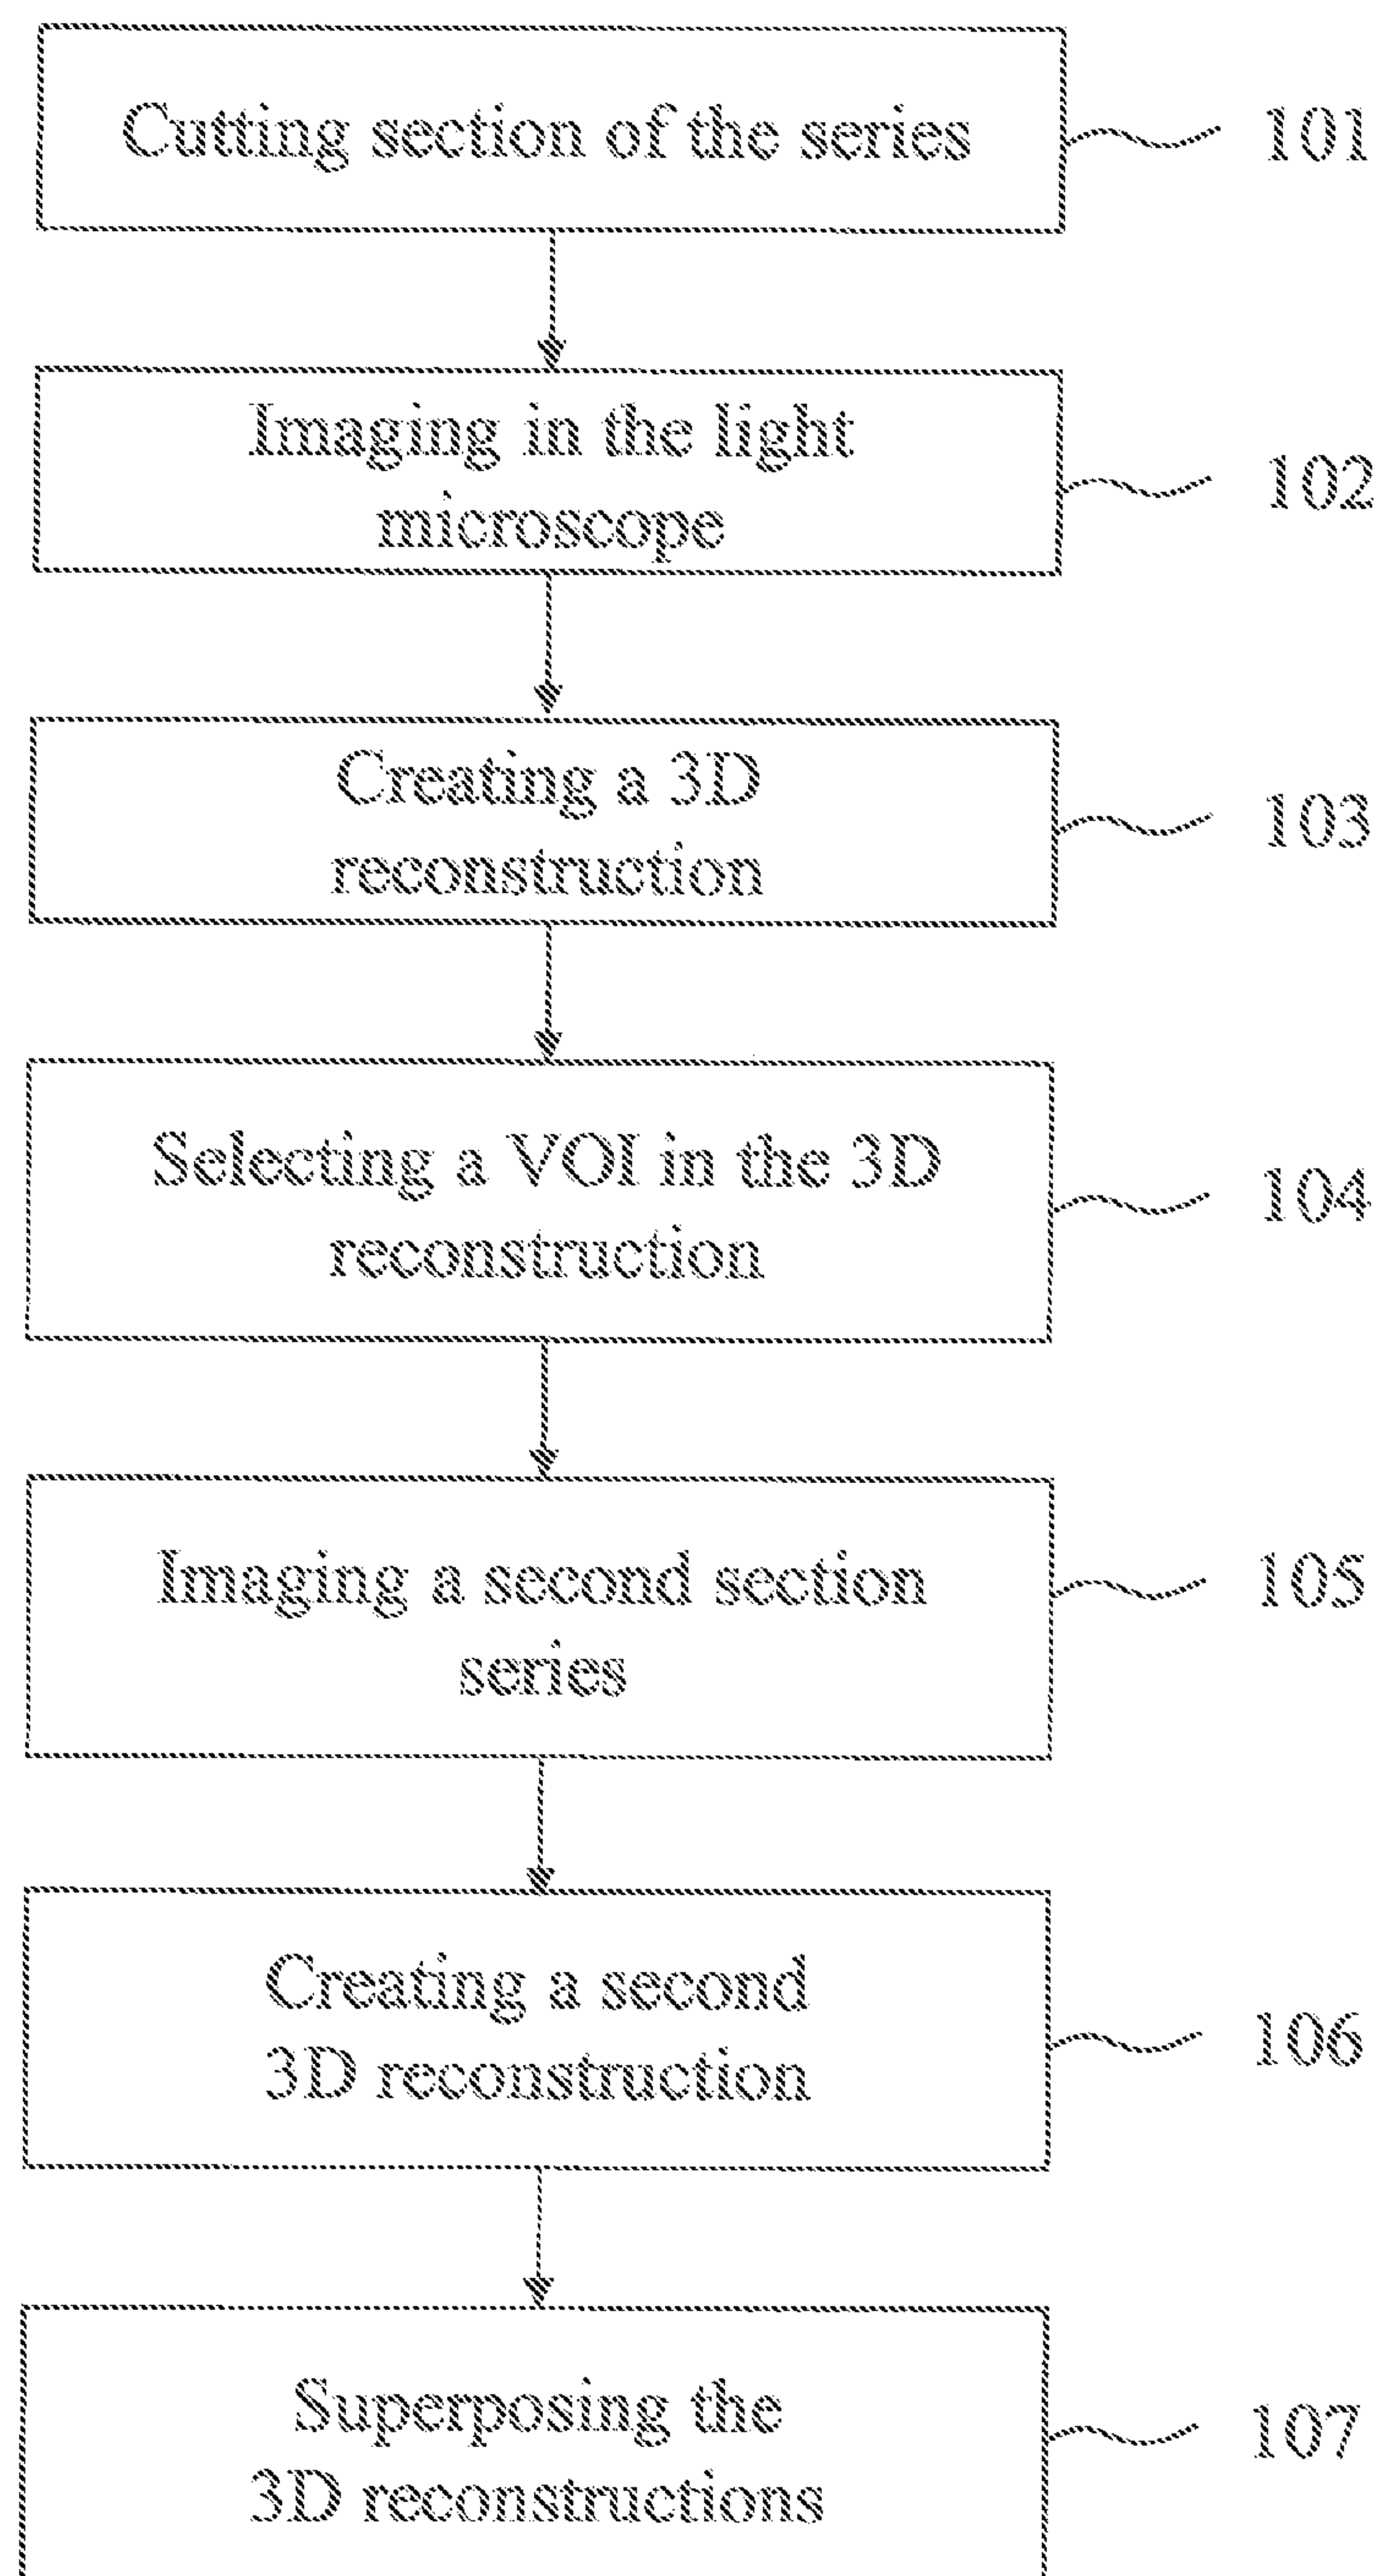 Cutting section of the series
101
Imaging in the light
microscope
102
Creating a 3D
reconstruction
103
Selecting a VOI in the 3D
reconstruction
104
Imaging a second section
series
105
Creating a second
3D reconstruction
106
Superposing the
3D reconstructions
107